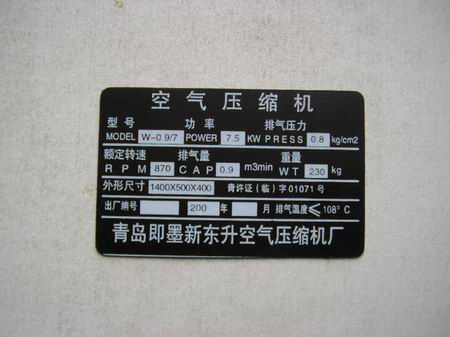 空气压缩机
型号 功率 排气压力
MODEL W-0.9/7 POWER 7.5 KW PRESS 0.8 kg/cm2
额定转速 排气量 重量
RPM 870 CAP 0.9 m3min WT 230 kg
外形尺寸 1400X500X400 青许证（临）字01071号
出厂编号 200 年 月 排气温度≤108°C
青岛即墨新东升空气压缩机厂